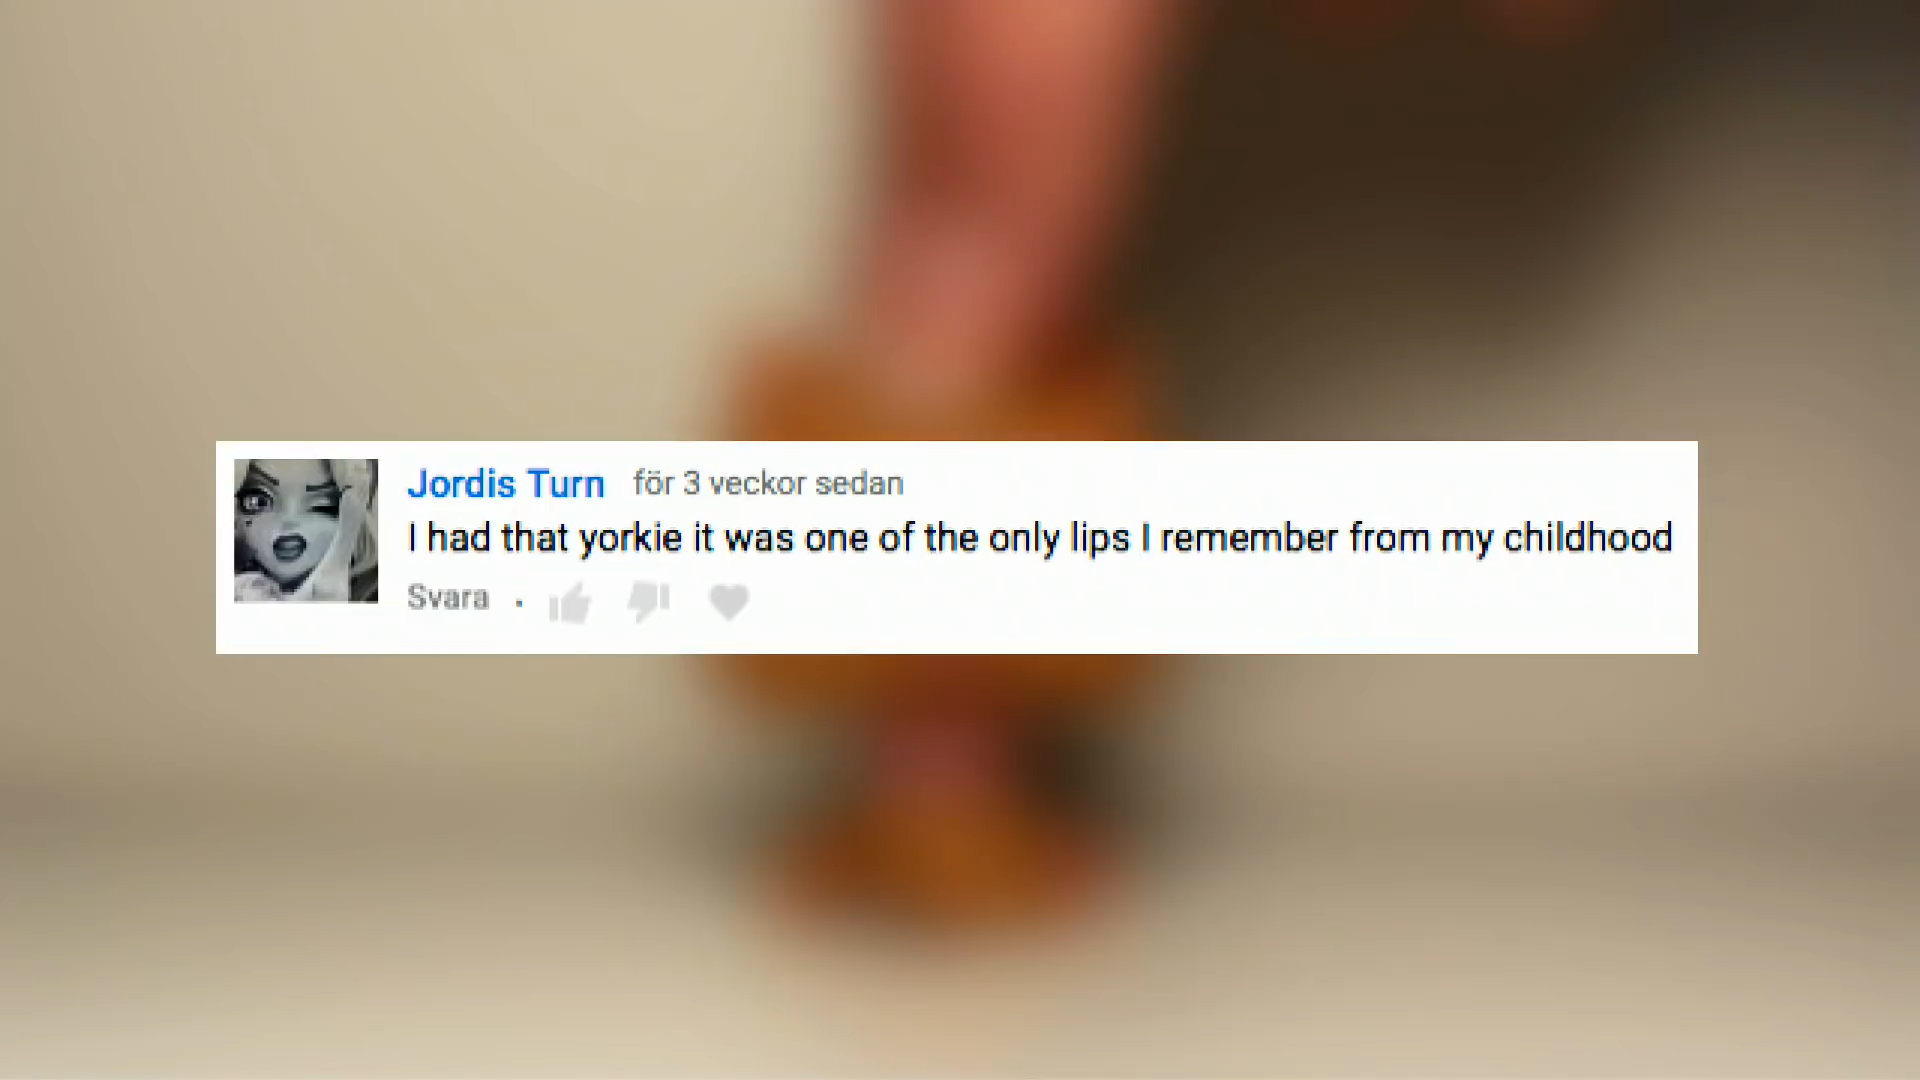 Jordis Turn för 3 veckor sedan
I had that yorkie it was one of the only lips I remember from my childhood
Svara